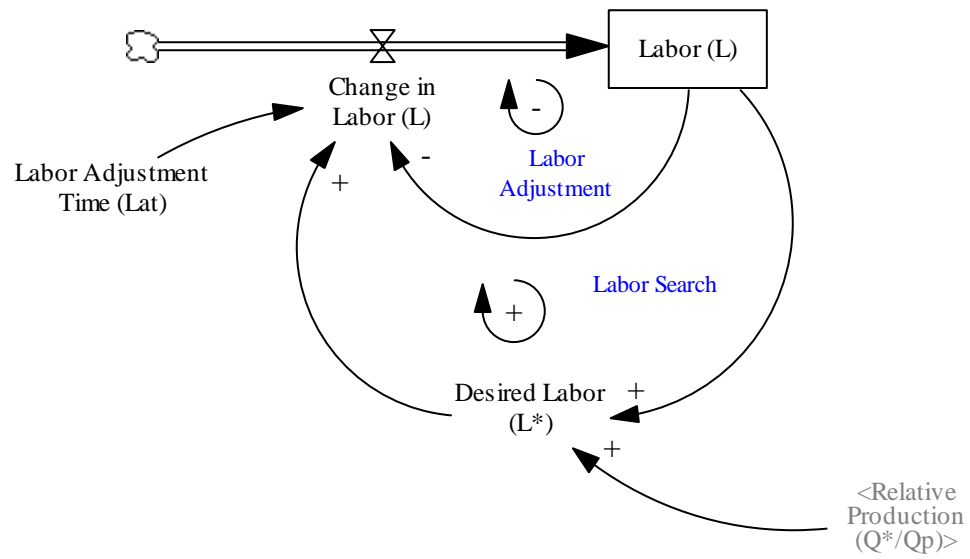 Labor (L)
Change in
Labor (L)
-
-
Labor
Adjustment
Labor Adjustment
Time (Lat)
+
Labor Search
+
Desired Labor
(L*)
+
+
<Relative
Production
(Q*/Qp)>